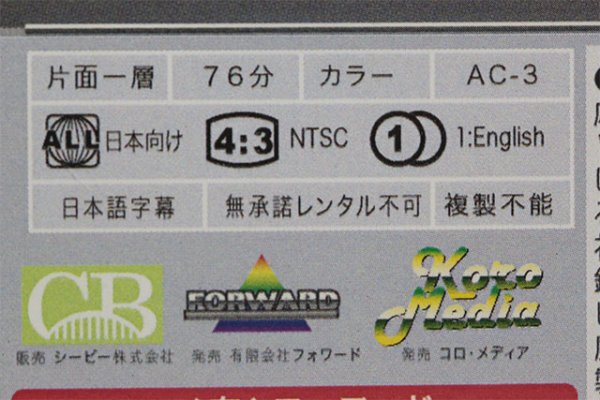 片面一層 76分 カラー AC-3
ALL 日本向け 4:3 NTSC 1 1:English
日本語字幕 無承諾レンタル不可 複製不能
CB FORWARD Koro Media
販売 シービー株式会社 発売 有限会社フォワード 発売 コロ・メディア